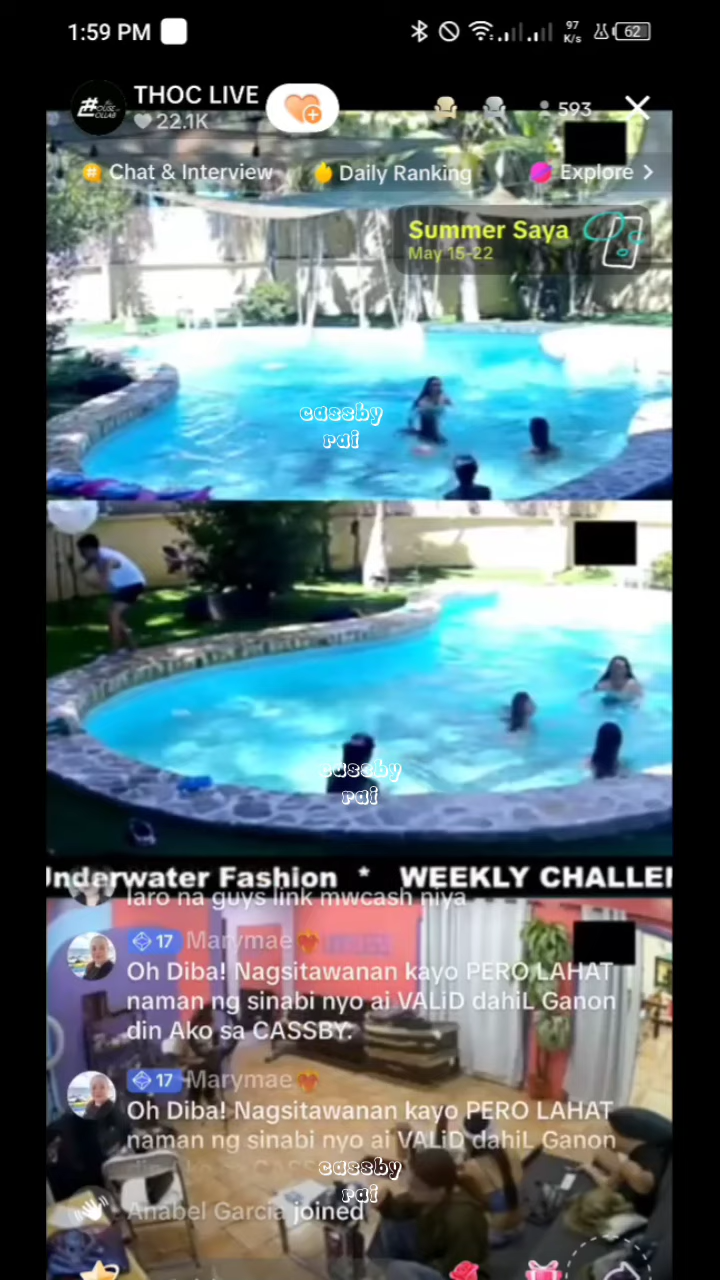 1:59 PM
97
K/s
62
#
THOC LIVE
22.1K
593
Chat & Interview
Daily Ranking
Explore >
Summer Saya
May 15-22
cassby
rai
cassby
rai
Underwater Fashion * WEEKLY CHALLEN
laro na guys link mwcash niya
17 Marymae
Oh Diba! Nagsitawanan kayo PERO LAHAT
naman ng sinabi nyo ai VALiD dahiL Ganon
din Ako sa CASSBY.
17 Marymae
Oh Diba! Nagsitawanan kayo PERO LAHAT
naman ng sinabi nyo ai VALiD dahiL Ganon
cassby
rai
Anabel Garcia joined